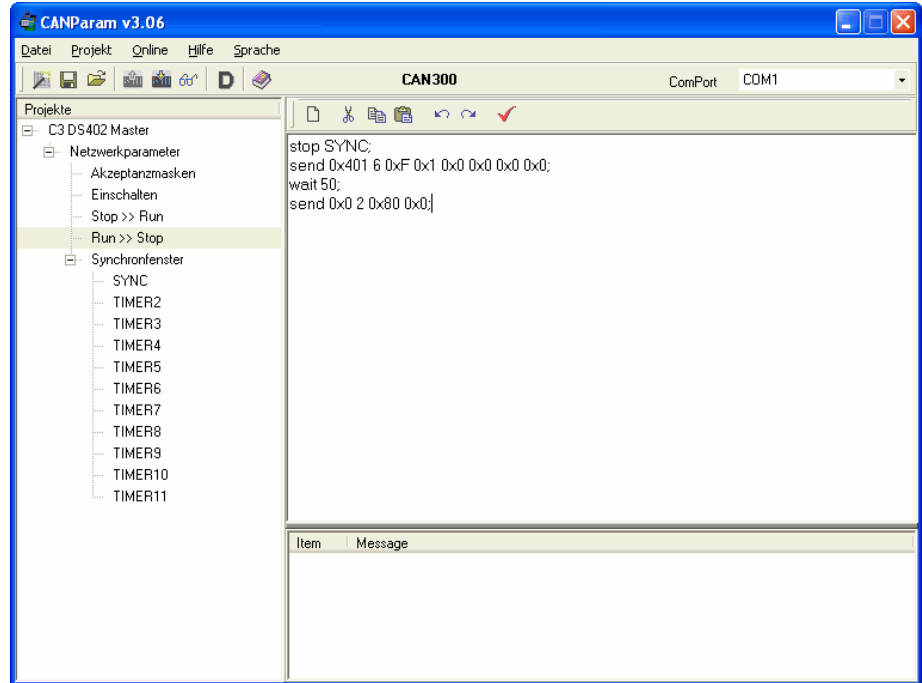 CANParam v3.06
Datei Projekt Online Hilfe Sprache
D CAN300 ComPort COM1
Projekte
C3 DS402 Master
Netzwerkparameter
Akzeptanzmasken
Einschalten
Stop >> Run
Run >> Stop
Synchronfenster
SYNC
TIMER2
TIMER3
TIMER4
TIMER5
TIMER6
TIMER7
TIMER8
TIMER9
TIMER10
TIMER11
stop SYNC;
send 0x401 6 0xF 0x1 0x0 0x0 0x0 0x0;
wait 50;
send 0x0 2 0x80 0x0;
Item Message